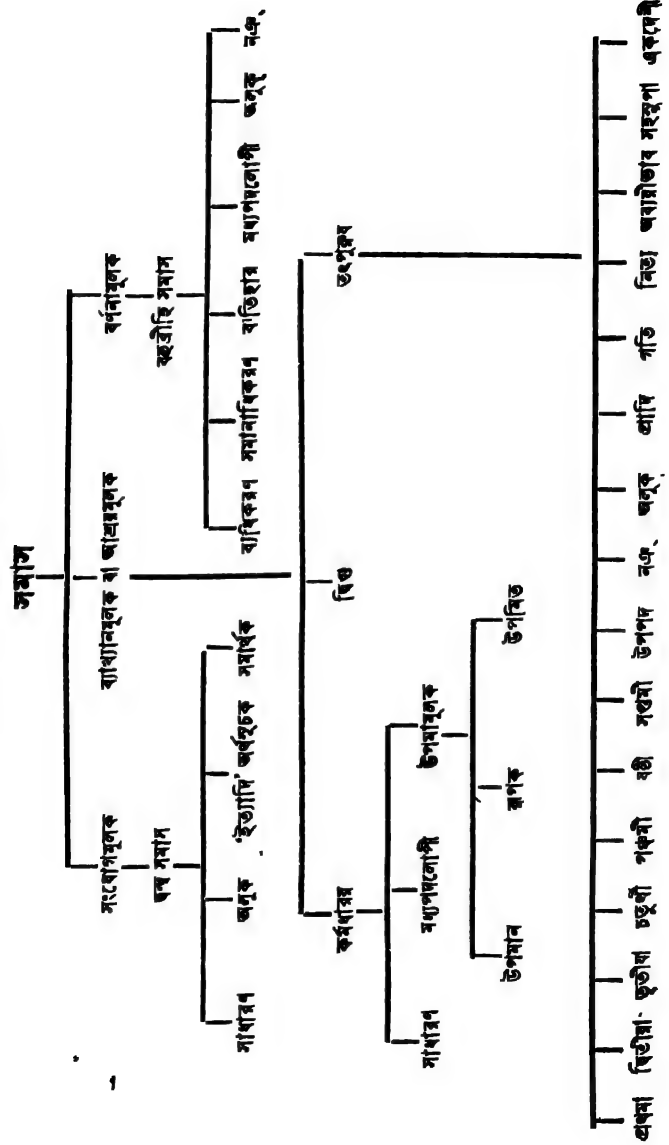 সমাস
সংযোগমূলক ব্যাখ্যানমূলক বা আশ্রয়মূলক বর্ণনামূলক
দ্বন্দ্ব সমাস বহুব্রীহি সমাস
সাধারণ অলুক 'ইত্যাদি' অর্থসূচক সমার্থক
ব্যধিকরণ সমানাধিকরণ ব্যতিহার মধ্যপদলোপী অলুক্ নঞ্
কর্মধারয় দ্বিগু তৎপুরুষ
সাধারণ মধ্যপদলোপী উপমামূলক
উপমান রূপক উপমিত
প্রথমা দ্বিতীয়া তৃতীয়া চতুর্থী পঞ্চমী ষষ্ঠী সপ্তমী উপপদ নঞ্ অলুক প্রাদি গতি নিত্য অব্যয়ীভাব সহসুপা একদেশী